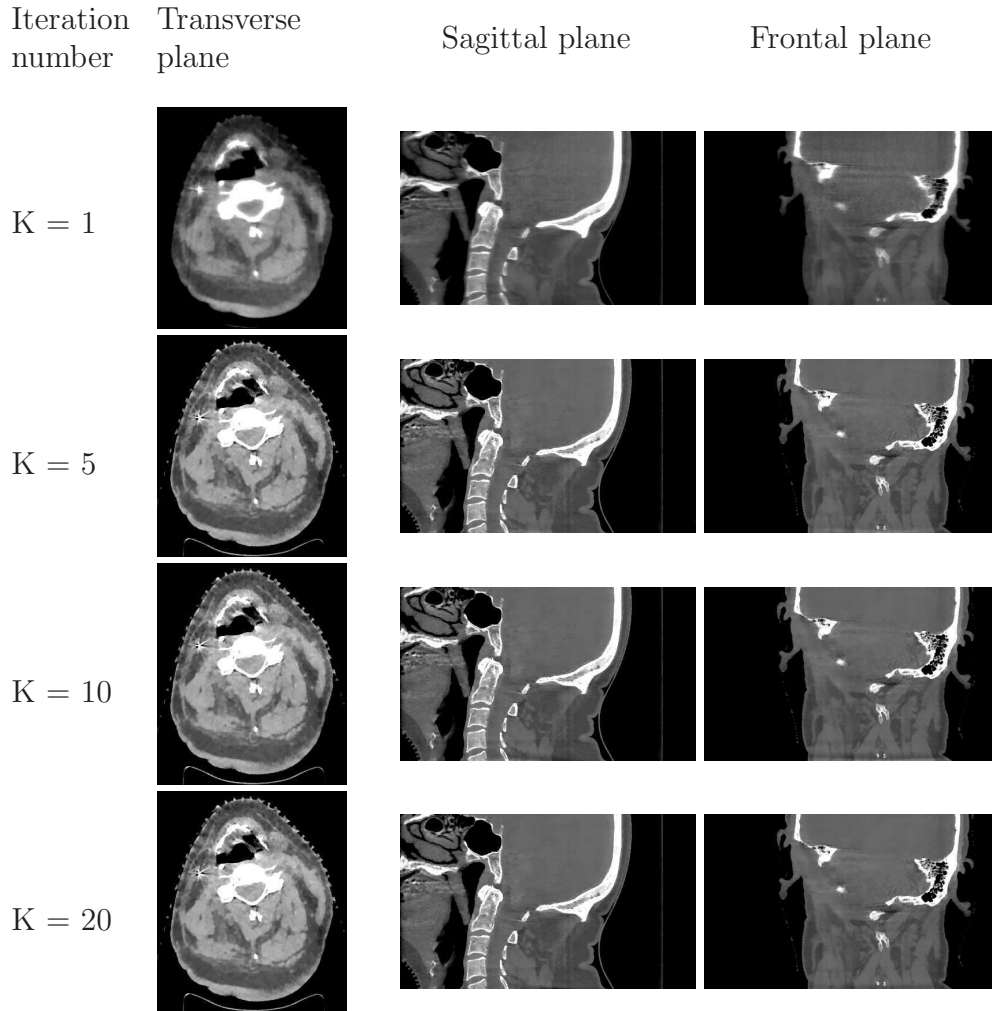 Iteration number
Transverse plane
Sagittal plane
Frontal plane
K = 1
K = 5
K = 10
K = 20